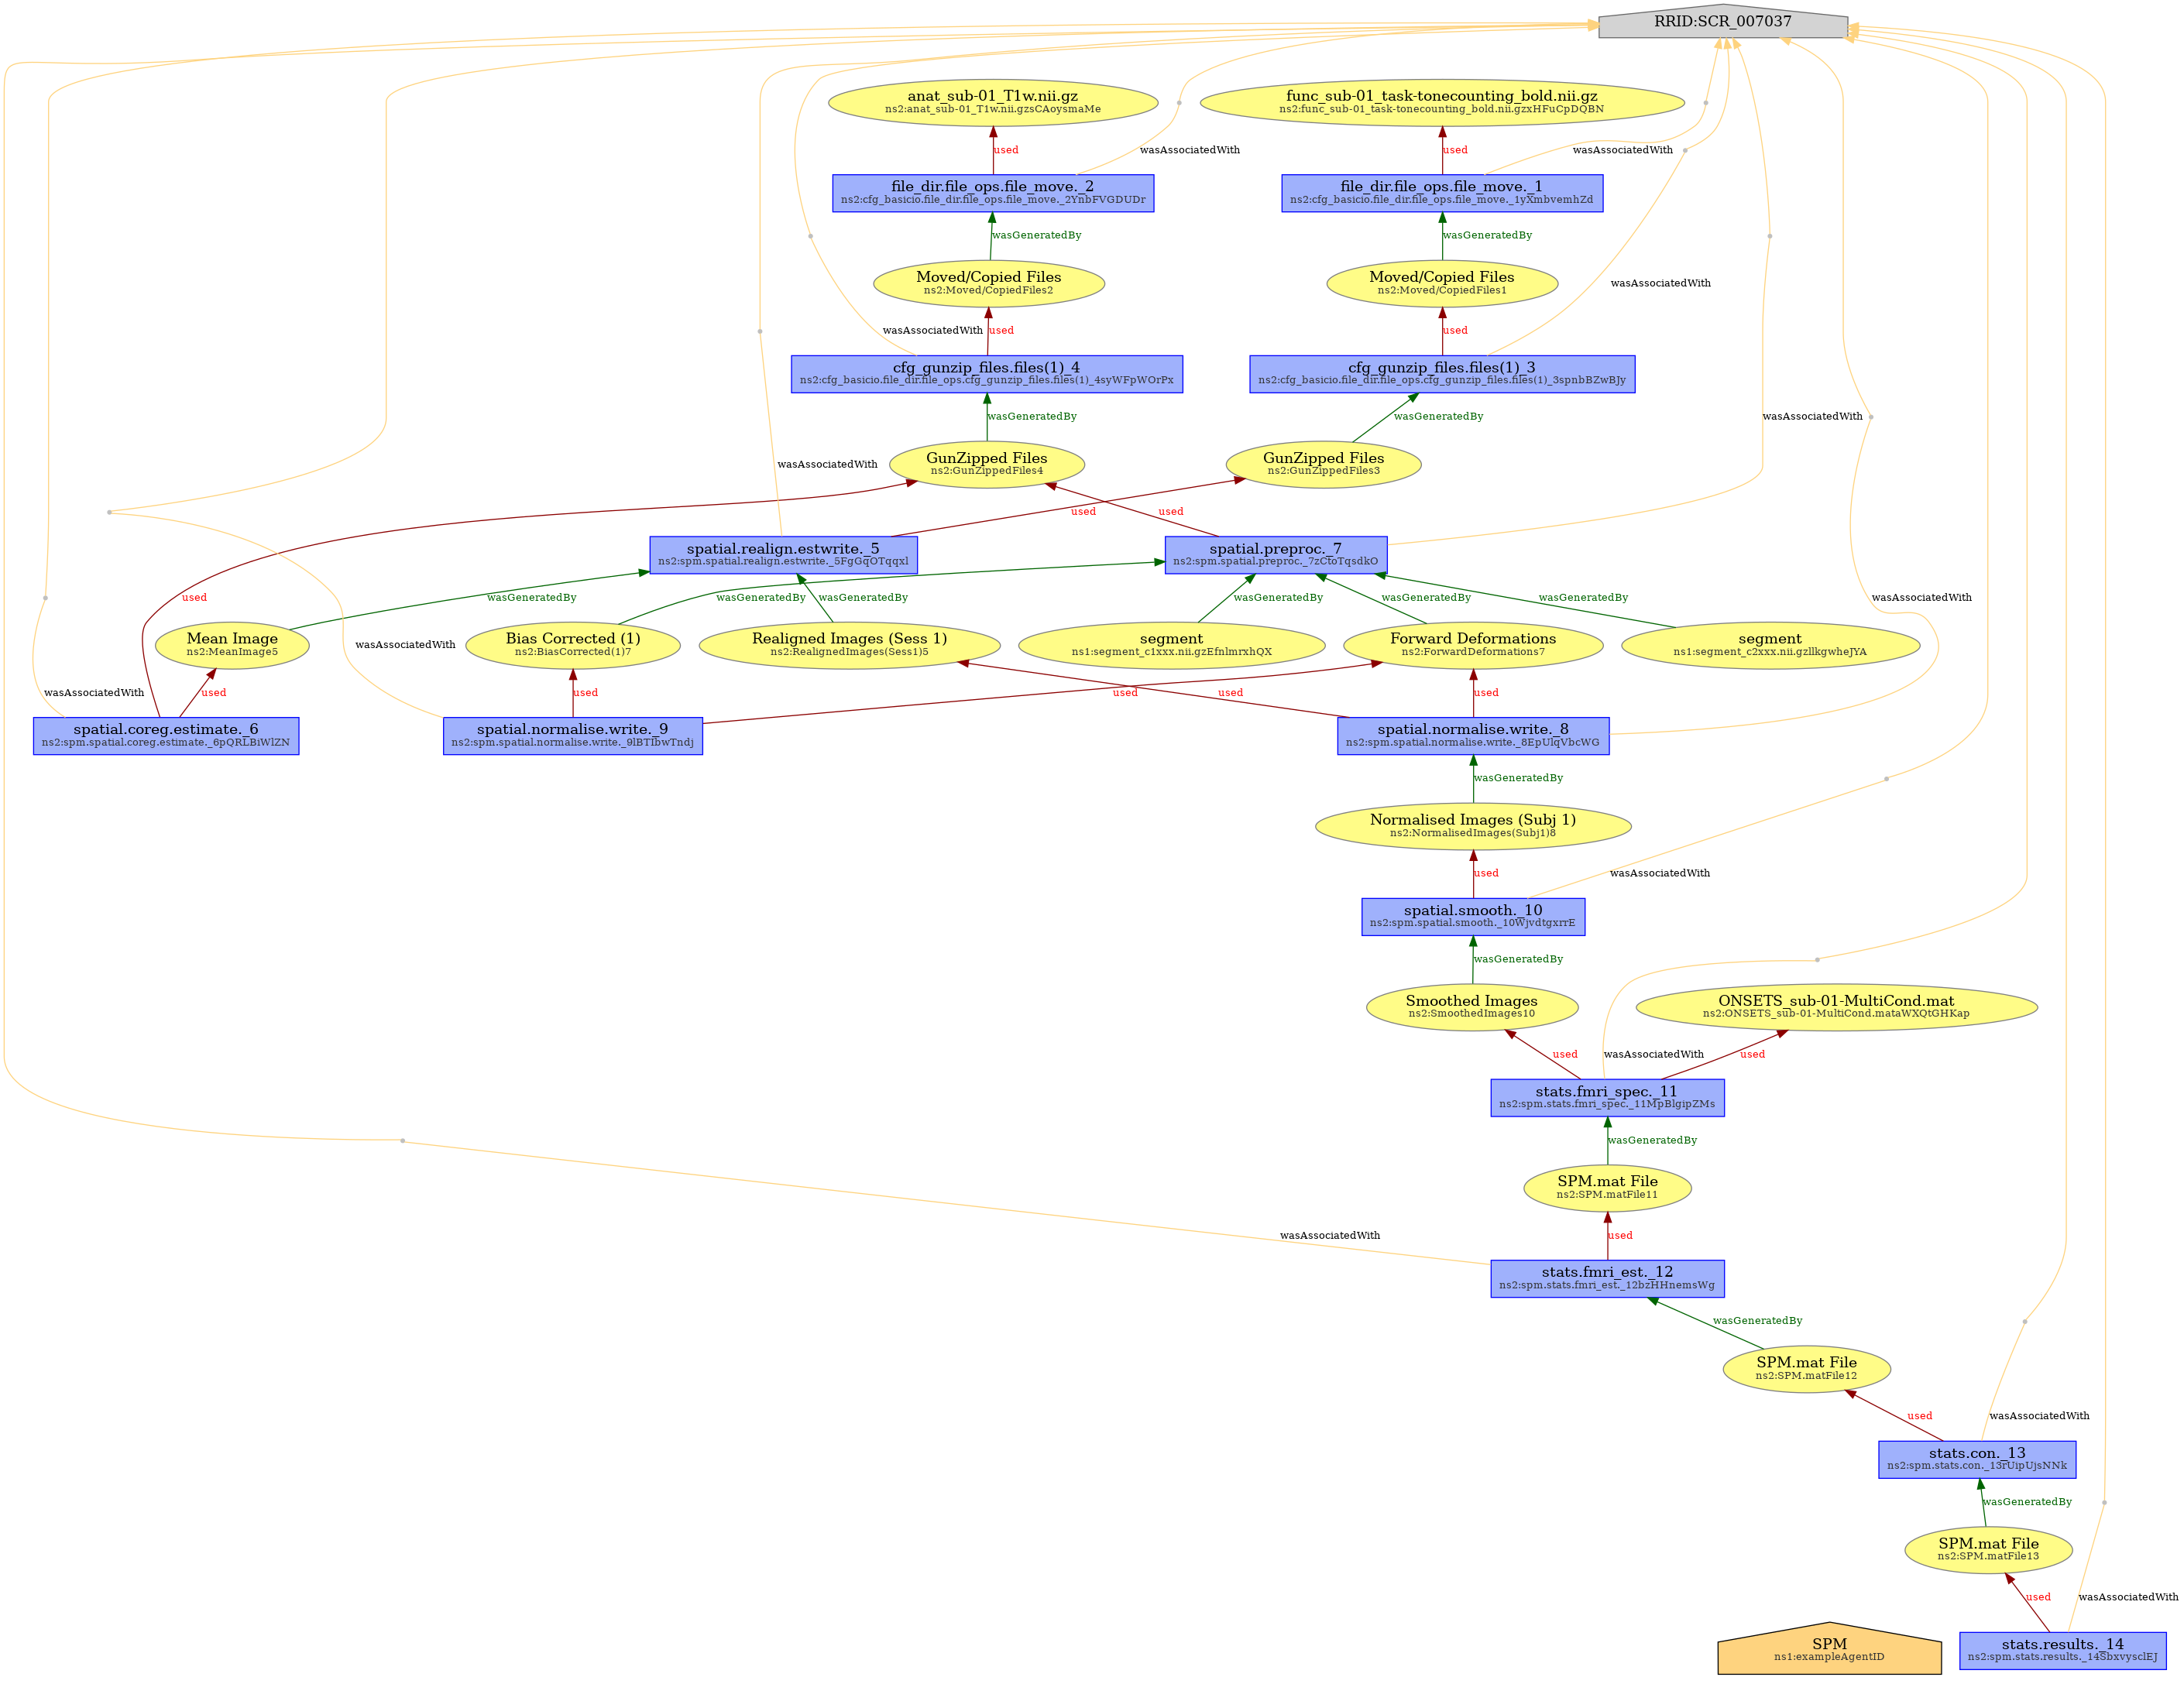 RRID:SCR_007037
anat_sub-01_T1w.nii.gz
ns2:anat_sub-01_T1w.nii.gzsCAoysmaMe
func_sub-01_task-tonecounting_bold.nii.gz
ns2:func_sub-01_task-tonecounting_bold.nii.gzxHFuCpDQBN
used
wasAssociatedWith
used
wasAssociatedWith
file_dir.file_ops.file_move._2
ns2:cfg_basicio.file_dir.file_ops.file_move._2YnbFVGDUDr
file_dir.file_ops.file_move._1
ns2:cfg_basicio.file_dir.file_ops.file_move._1yXmbvemhZd
wasGeneratedBy
wasGeneratedBy
Moved/Copied Files
ns2:Moved/CopiedFiles2
Moved/Copied Files
ns2:Moved/CopiedFiles1
wasAssociatedWith
wasAssociatedWith
used
used
cfg_gunzip_files.files(1)_4
ns2:cfg_basicio.file_dir.file_ops.cfg_gunzip_files.files(1)_4syWFpWOrPx
cfg_gunzip_files.files(1)_3
ns2:cfg_basicio.file_dir.file_ops.cfg_gunzip_files.files(1)_3spnbBZwBJy
wasGeneratedBy
wasGeneratedBy
wasAssociatedWith
GunZipped Files
ns2:GunZippedFiles4
GunZipped Files
ns2:GunZippedFiles3
wasAssociatedWith
used
used
spatial.realign.estwrite._5
ns2:spm.spatial.realign.estwrite._5FgGqOTqqxl
spatial.preproc._7
ns2:spm.spatial.preproc._7zCtoTqsdkO
used
wasGeneratedBy
wasGeneratedBy
wasGeneratedBy
wasGeneratedBy
wasGeneratedBy
wasGeneratedBy
wasAssociatedWith
Mean Image
ns2:MeanImage5
wasAssociatedWith
Bias Corrected (1)
ns2:BiasCorrected(1)7
Realigned Images (Sess 1)
ns2:RealignedImages(Sess1)5
segment
ns1:segment_c1xxx.nii.gzEfnlmrxhQX
Forward Deformations
ns2:ForwardDeformations7
segment
ns1:segment_c2xxx.nii.gzllkgwheJYA
wasAssociatedWith
used
used
used
used
used
spatial.coreg.estimate._6
ns2:spm.spatial.coreg.estimate._6pQRLBiWlZN
spatial.normalise.write._9
ns2:spm.spatial.normalise.write._9lBTIbwTndj
spatial.normalise.write._8
ns2:spm.spatial.normalise.write._8EpUlqVbcWG
wasGeneratedBy
Normalised Images (Subj 1)
ns2:NormalisedImages(Subj1)8
used
wasAssociatedWith
spatial.smooth._10
ns2:spm.spatial.smooth._10WjvdtgxrrE
wasGeneratedBy
Smoothed Images
ns2:SmoothedImages10
ONSETS_sub-01-MultiCond.mat
ns2:ONSETS_sub-01-MultiCond.mataWXQtGHKap
used
wasAssociatedWith
used
stats.fmri_spec._11
ns2:spm.stats.fmri_spec._11MpBlgipZMs
wasGeneratedBy
SPM.mat File
ns2:SPM.matFile11
wasAssociatedWith
used
stats.fmri_est._12
ns2:spm.stats.fmri_est._12bzHHnemsWg
wasGeneratedBy
SPM.mat File
ns2:SPM.matFile12
used
wasAssociatedWith
stats.con._13
ns2:spm.stats.con._13rUipUjsNNk
wasGeneratedBy
SPM.mat File
ns2:SPM.matFile13
used
wasAssociatedWith
SPM
ns1:exampleAgentID
stats.results._14
ns2:spm.stats.results._14SbxvysclEJ